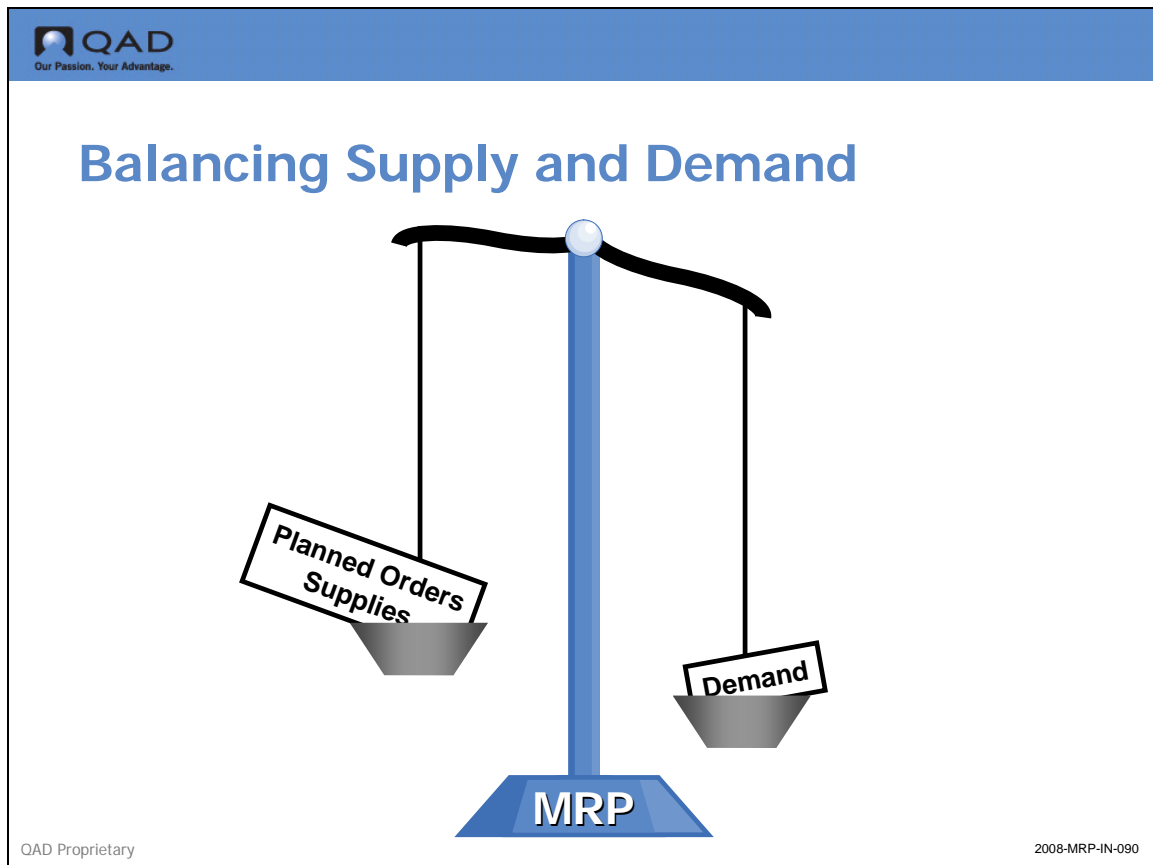 QAD
Our Passion. Your Advantage.
Balancing Supply and Demand
Planned Orders
Supplies
Demand
MRP
QAD Proprietary
2008-MRP-IN-090